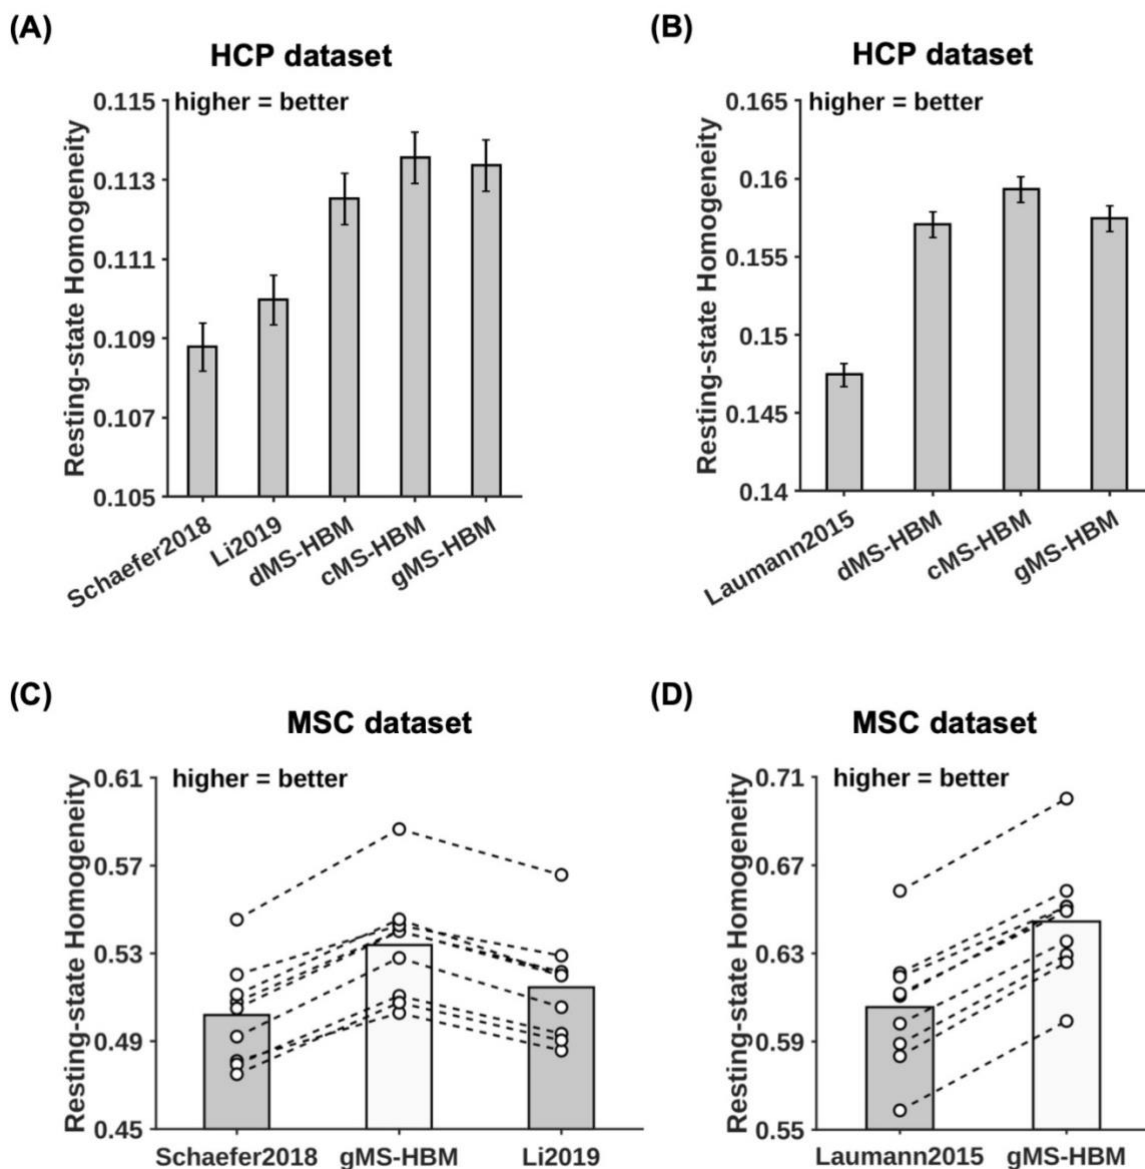 (A)
HCP dataset
higher = better
Resting-state Homogeneity
0.115
0.113
0.111
0.109
0.107
0.105
Schaefer2018
Li2019
dMS-HBM
cMS-HBM
gMS-HBM
(B)
HCP dataset
higher = better
Resting-state Homogeneity
0.165
0.16
0.155
0.15
0.145
0.14
Laumann2015
dMS-HBM
cMS-HBM
gMS-HBM
(C)
MSC dataset
higher = better
Resting-state Homogeneity
0.61
0.57
0.53
0.49
0.45
Schaefer2018 gMS-HBM Li2019
(D)
MSC dataset
higher = better
Resting-state Homogeneity
0.71
0.67
0.63
0.59
0.55
Laumann2015 gMS-HBM